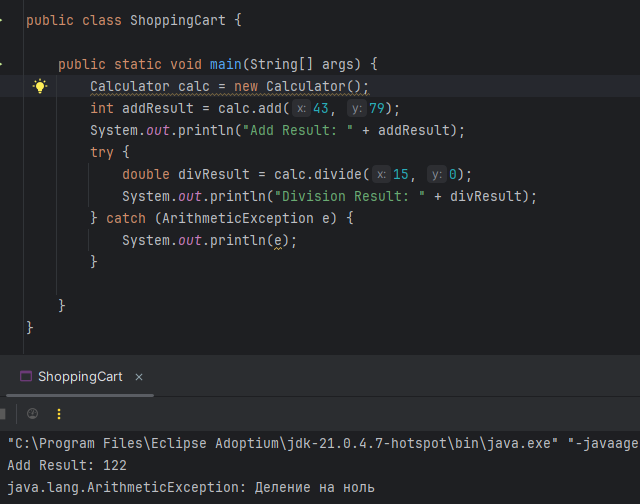 public class ShoppingCart {
public static void main(String[] args) {
Calculator calc = new Calculator();
int addResult = calc.add( x: 43, y: 79);
System.out.println("Add Result: " + addResult);
try {
double divResult = calc.divide( x: 15, y: 0);
System.out.println("Division Result: " + divResult);
} catch (ArithmeticException e) {
System.out.println(e);
}
}
}
ShoppingCart ×
"C:\Program Files\Eclipse Adoptium\jdk-21.0.4.7-hotspot\bin\java.exe" "-javaage
Add Result: 122
java.lang.ArithmeticException: Деление на ноль